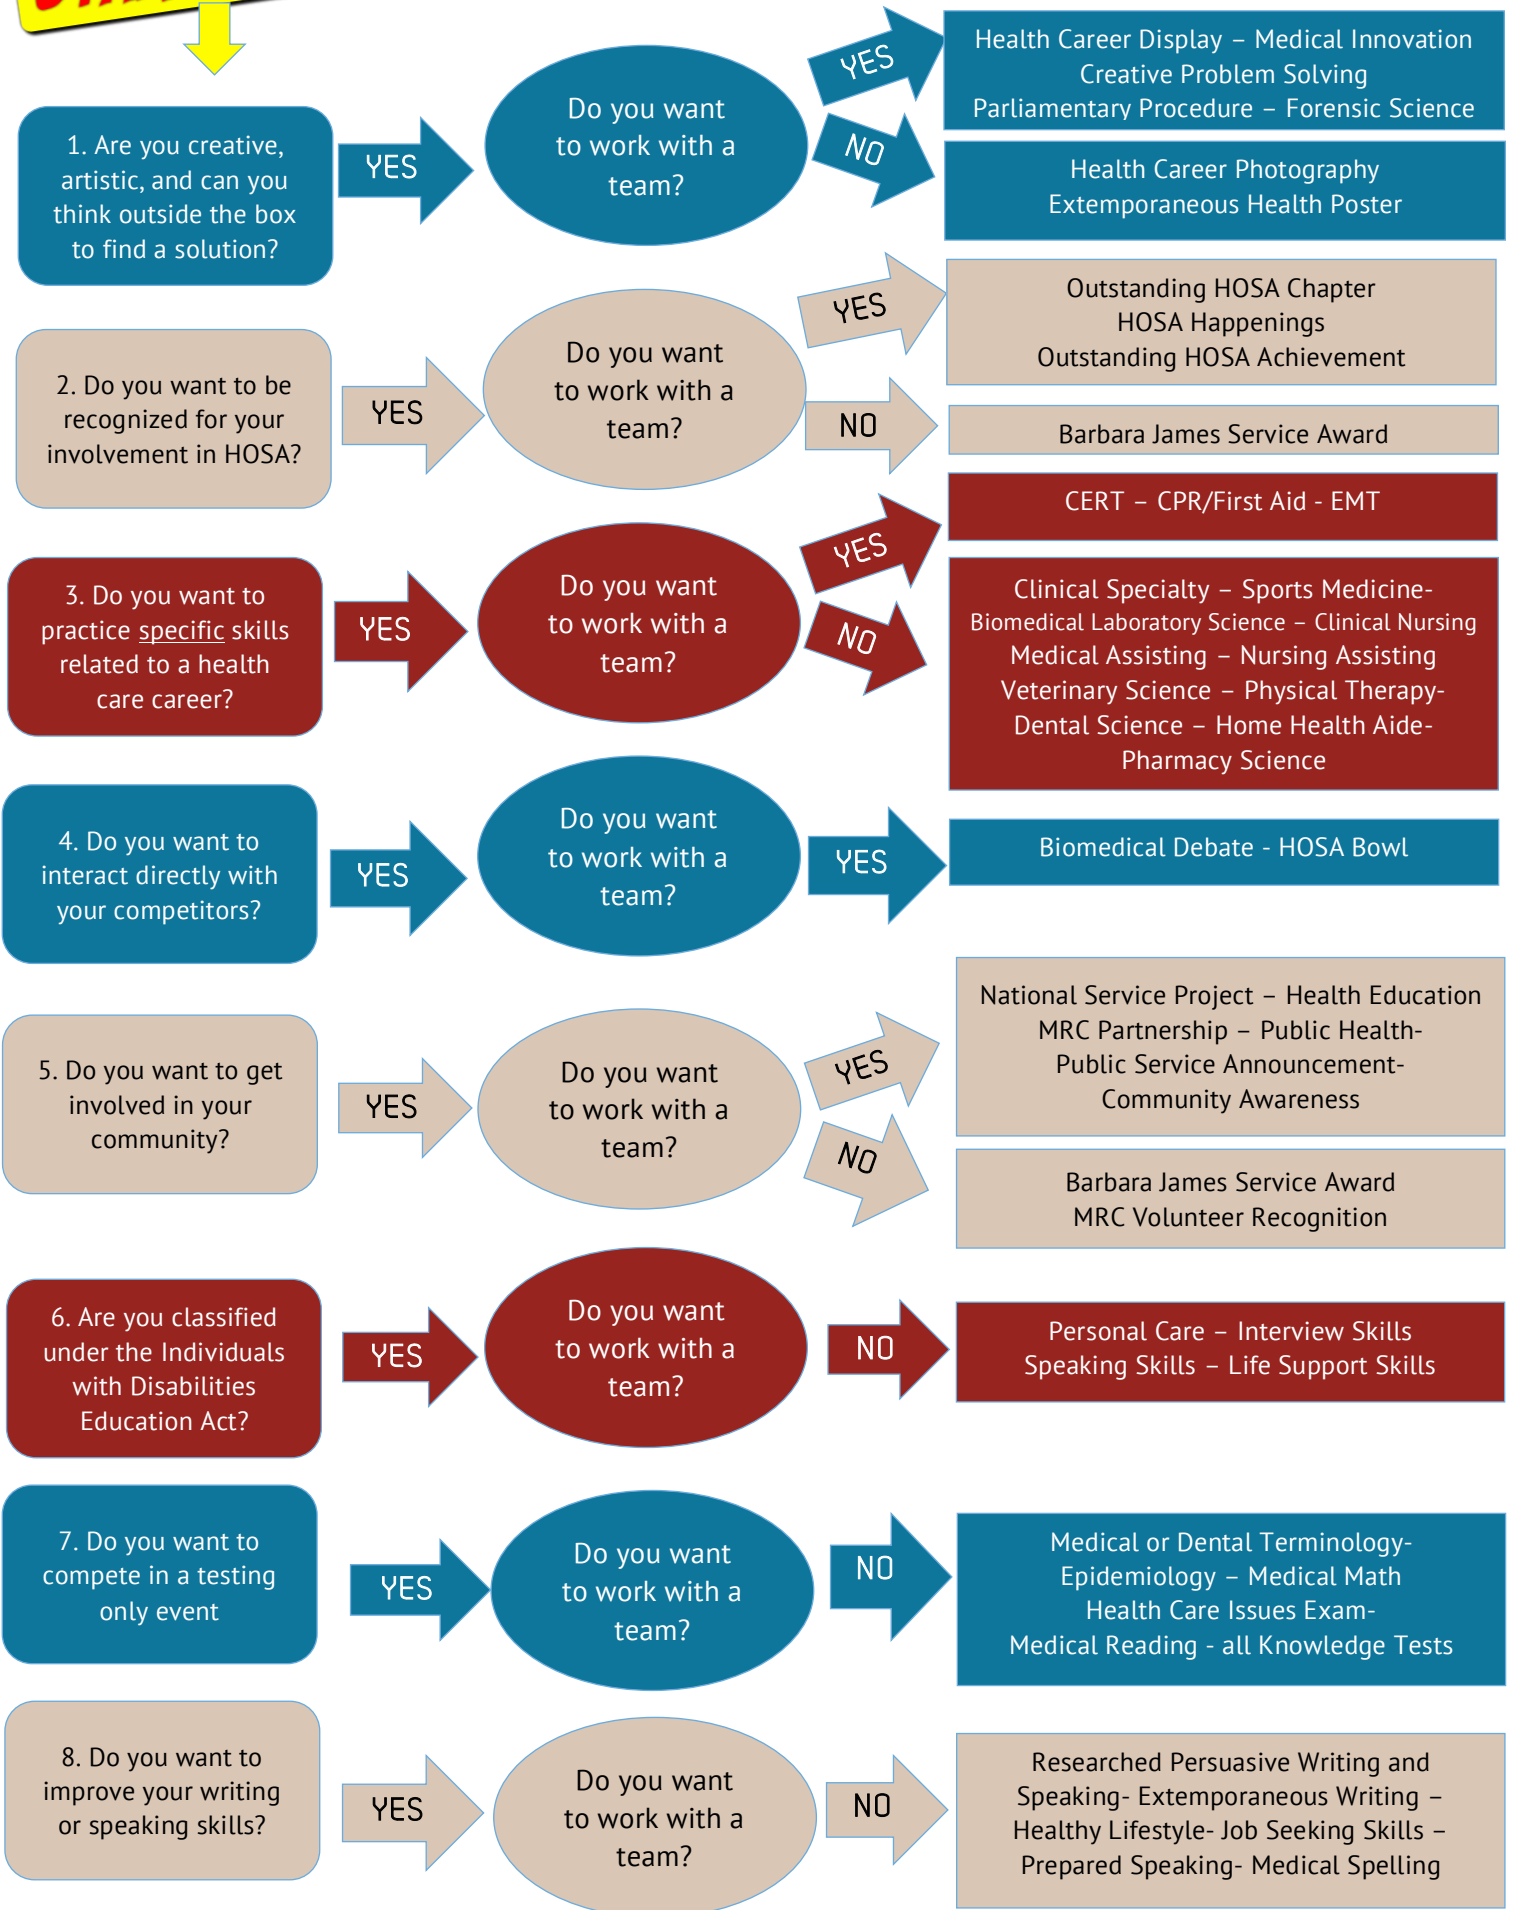 1. Are you creative,
artistic, and can you
think outside the box
to find a solution?
YES
Do you want
to work with a
team?
YES
Health Career Display – Medical Innovation
Creative Problem Solving
Parliamentary Procedure – Forensic Science
NO
Health Career Photography
Extemporaneous Health Poster
2. Do you want to be
recognized for your
involvement in HOSA?
YES
Do you want
to work with a
team?
YES
Outstanding HOSA Chapter
HOSA Happenings
Outstanding HOSA Achievement
NO
Barbara James Service Award
3. Do you want to
practice specific skills
related to a health
care career?
YES
Do you want
to work with a
team?
YES
CERT – CPR/First Aid - EMT
NO
Clinical Specialty – Sports Medicine-
Biomedical Laboratory Science – Clinical Nursing
Medical Assisting – Nursing Assisting
Veterinary Science – Physical Therapy-
Dental Science – Home Health Aide-
Pharmacy Science
4. Do you want to
interact directly with
your competitors?
YES
Do you want
to work with a
team?
YES
Biomedical Debate - HOSA Bowl
5. Do you want to get
involved in your
community?
YES
Do you want
to work with a
team?
YES
National Service Project – Health Education
MRC Partnership – Public Health-
Public Service Announcement-
Community Awareness
NO
Barbara James Service Award
MRC Volunteer Recognition
6. Are you classified
under the Individuals
with Disabilities
Education Act?
YES
Do you want
to work with a
team?
NO
Personal Care – Interview Skills
Speaking Skills – Life Support Skills
7. Do you want to
compete in a testing
only event
YES
Do you want
to work with a
team?
NO
Medical or Dental Terminology-
Epidemiology – Medical Math
Health Care Issues Exam-
Medical Reading - all Knowledge Tests
8. Do you want to
improve your writing
or speaking skills?
YES
Do you want
to work with a
team?
NO
Researched Persuasive Writing and
Speaking- Extemporaneous Writing –
Healthy Lifestyle- Job Seeking Skills –
Prepared Speaking- Medical Spelling